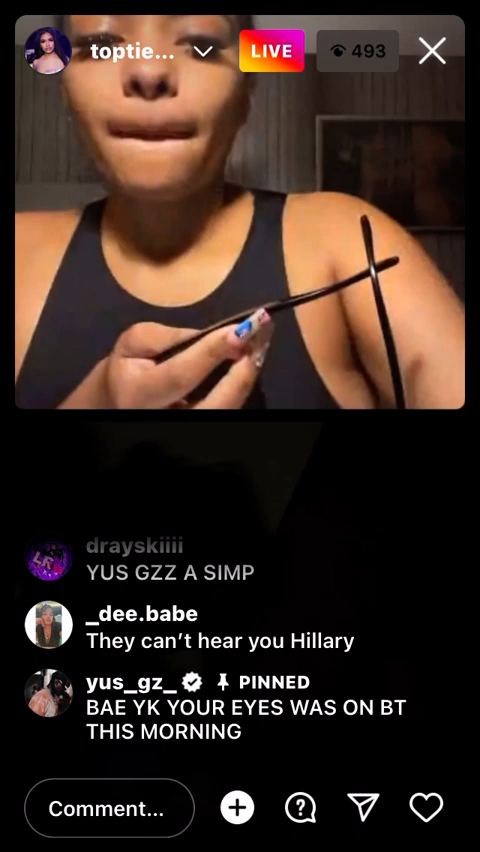 toptie...
LIVE
493
drayskiiii
YUS GZZ A SIMP
_dee.babe
They can't hear you Hillary
yus_gz_ PINNED
BAE YK YOUR EYES WAS ON BT
THIS MORNING
Comment...